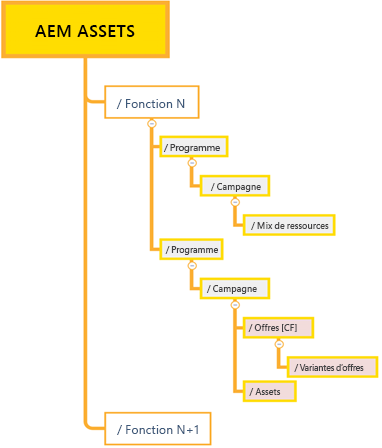 AEM ASSETS
/ Fonction N
/ Programme
/ Campagne
/ Mix de ressources
/ Programme
/ Campagne
/ Offres [CF]
/ Variantes d'offres
/ Assets
/ Fonction N+1